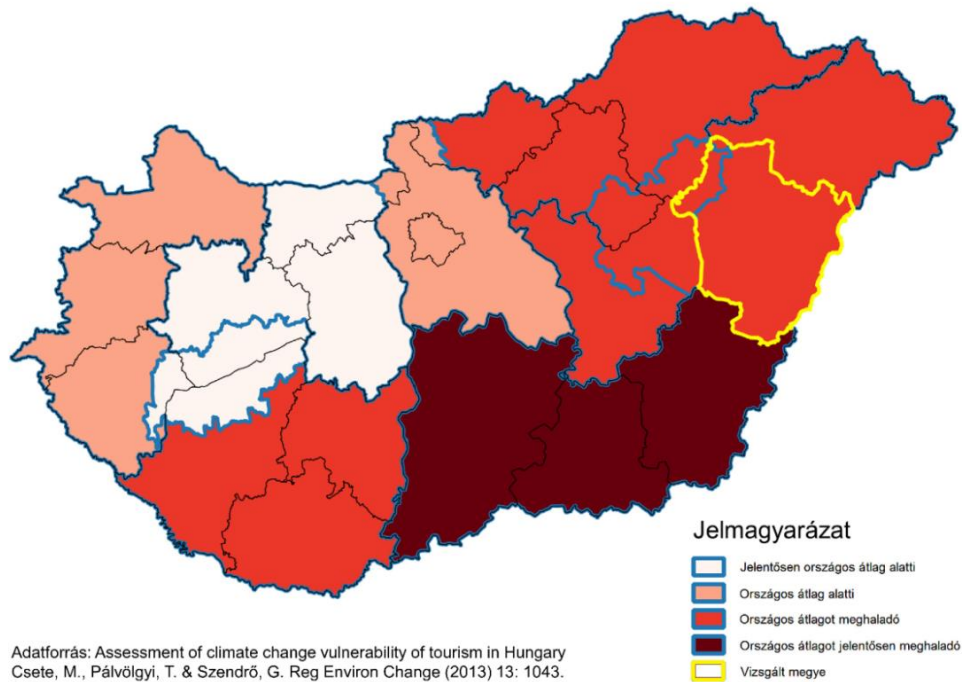 Jelmagyarázat
Jelentősen országos átlag alatti
Országos átlag alatti
Országos átlagot meghaladó
Országos átlagot jelentősen meghaladó
Vizsgált megye
Adatforrás: Assessment of climate change vulnerability of tourism in Hungary
Csete, M., Pálvölgyi, T. & Szendrő, G. Reg Environ Change (2013) 13: 1043.